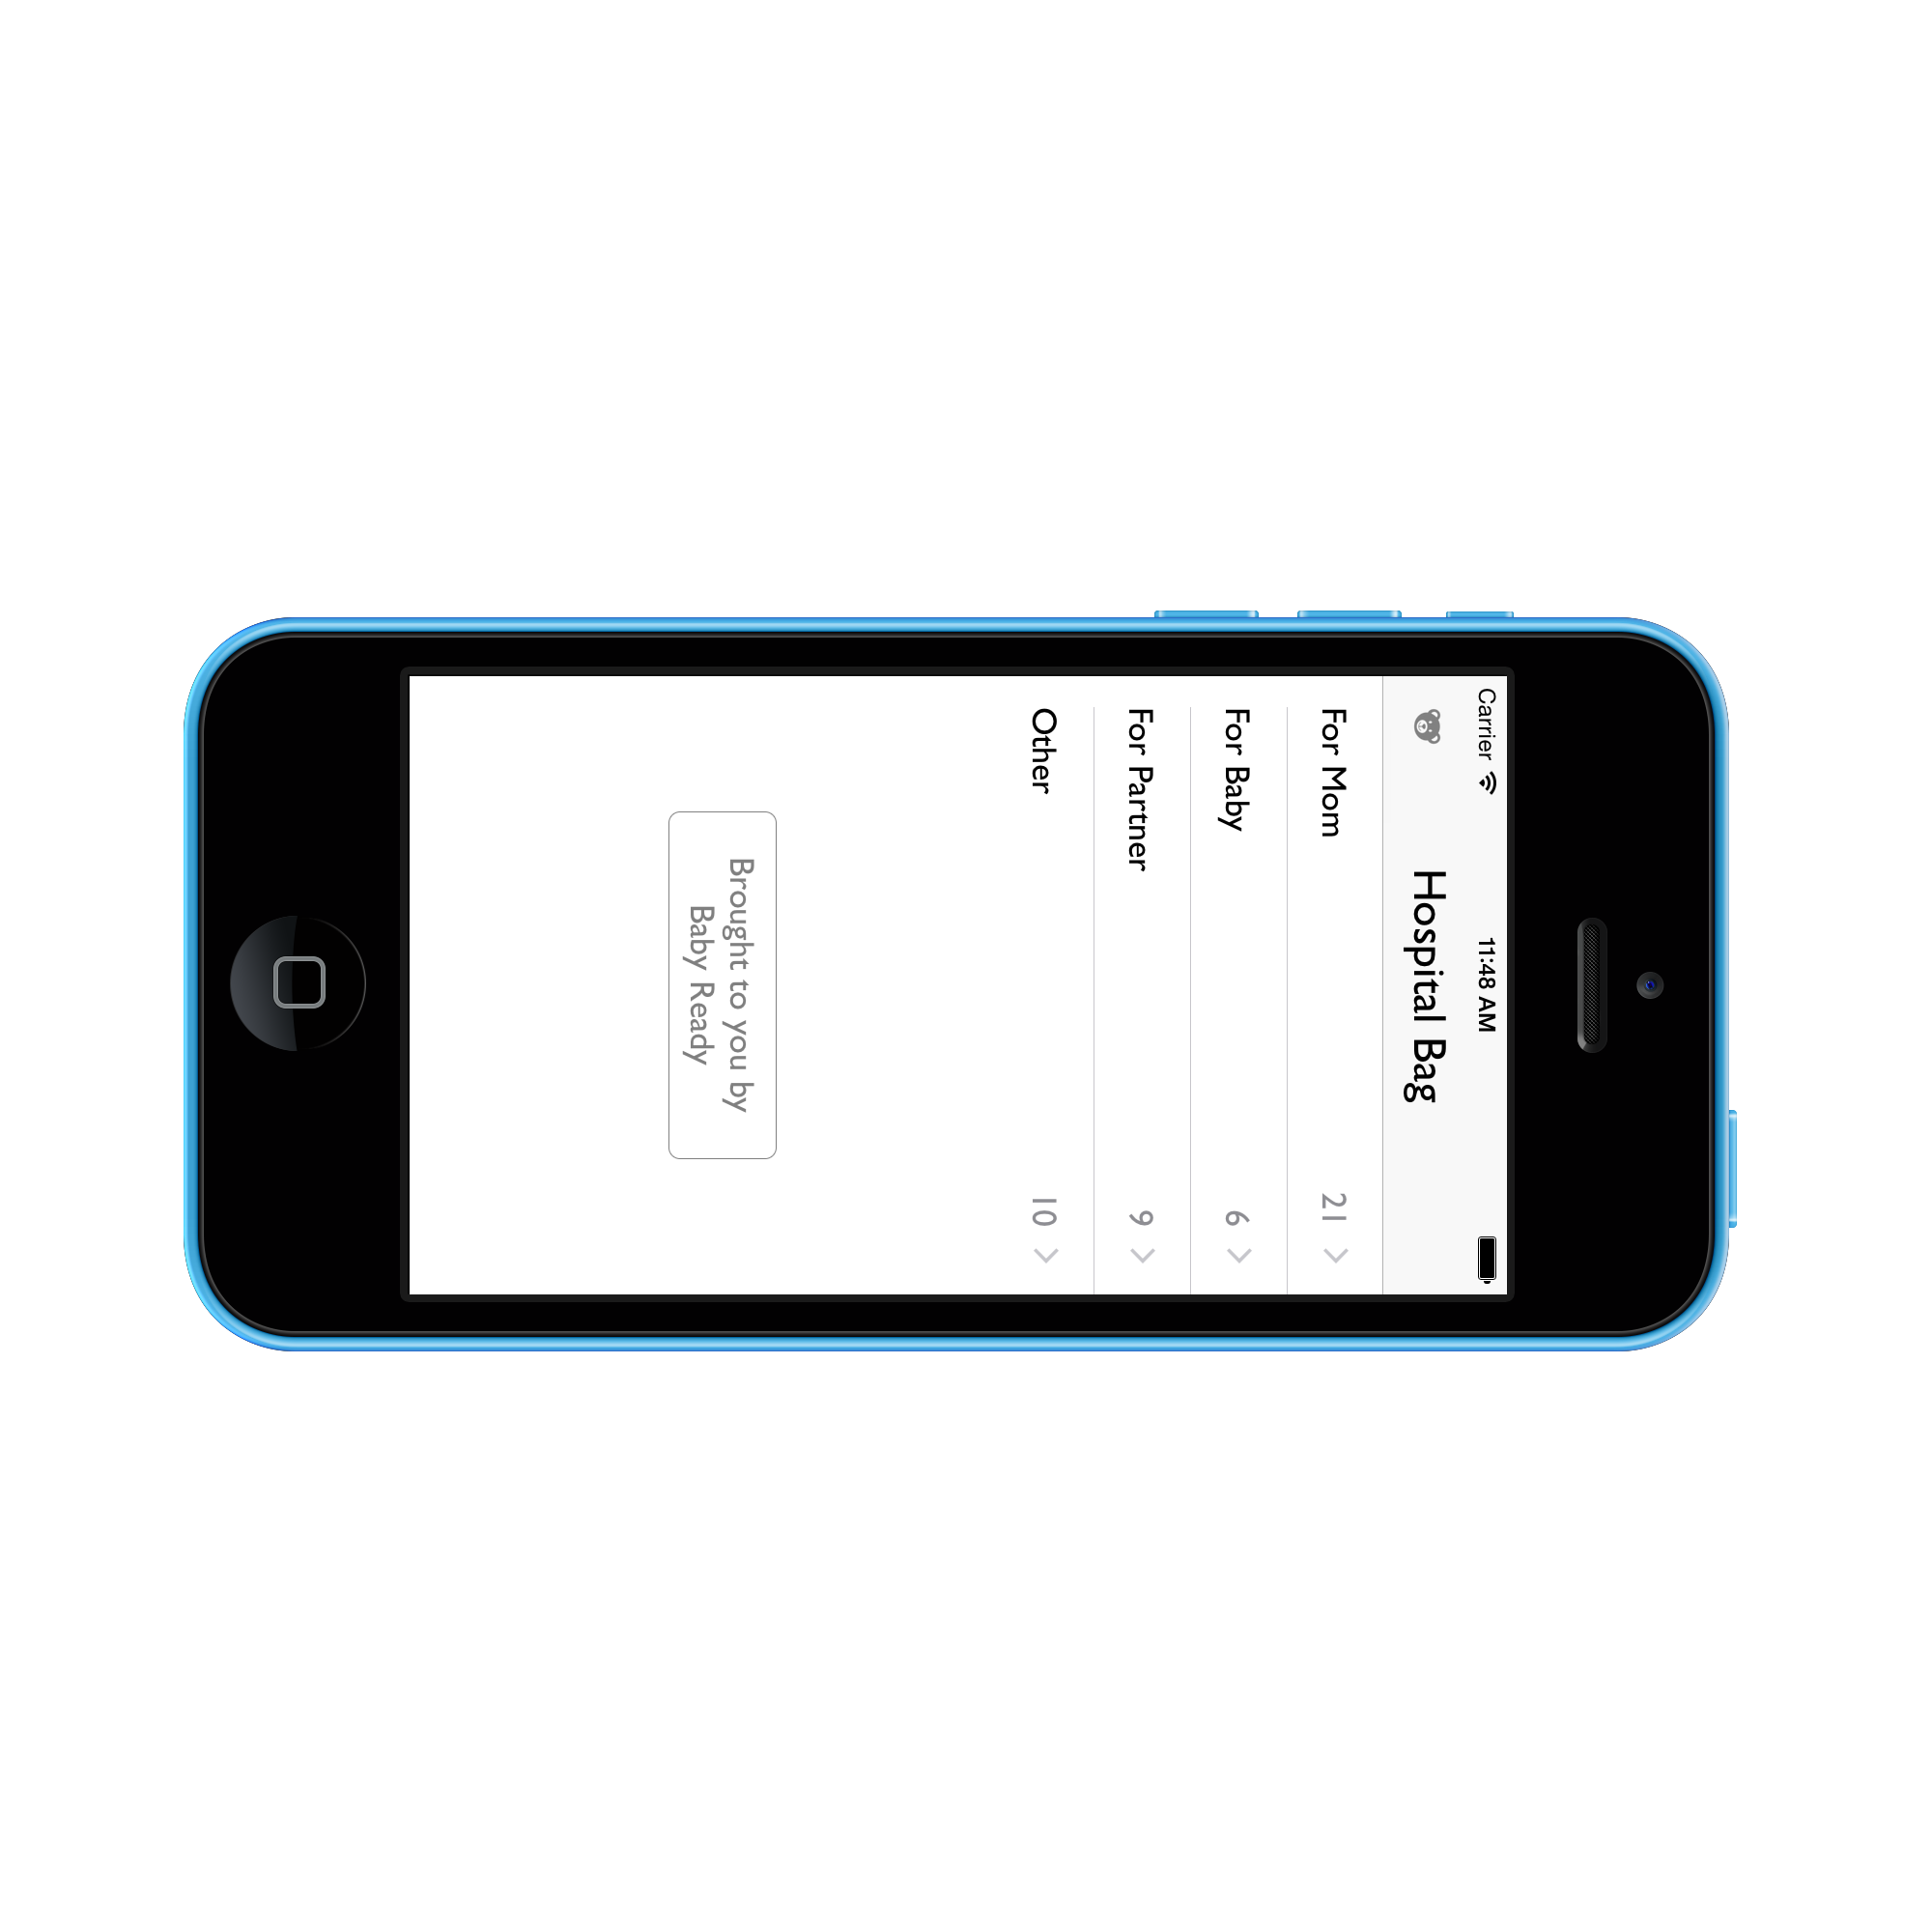 Carrier 11:48 AM
Hospital Bag
For Mom 21
For Baby 6
For Partner 9
Other 10
Brought to you by
Baby Ready